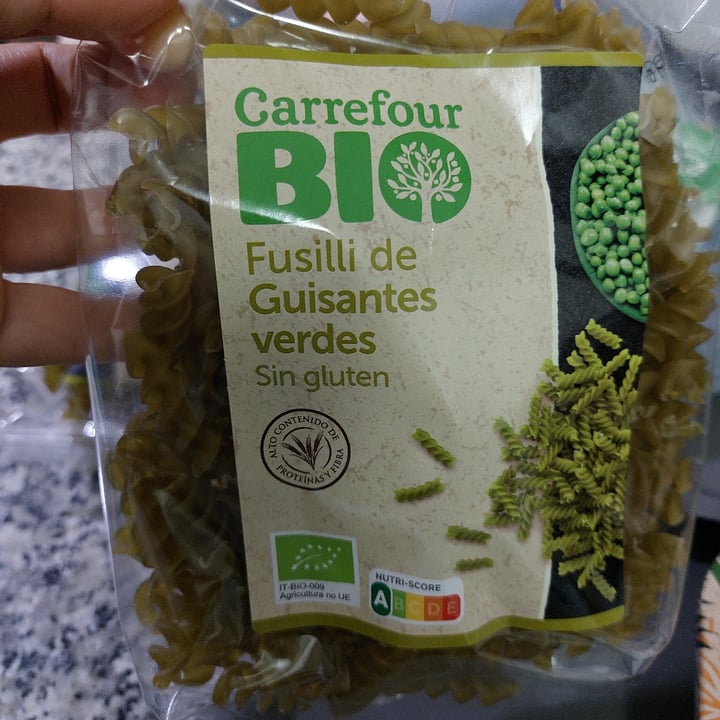 Carrefour
BIO
Fusilli de
Guisantes
verdes
Sin gluten
ALTO CONTENIDO DE
PROTEÍNAS Y FIBRA
IT-BIO-009
Agricultura no UE
NUTRI-SCORE
A B C D E